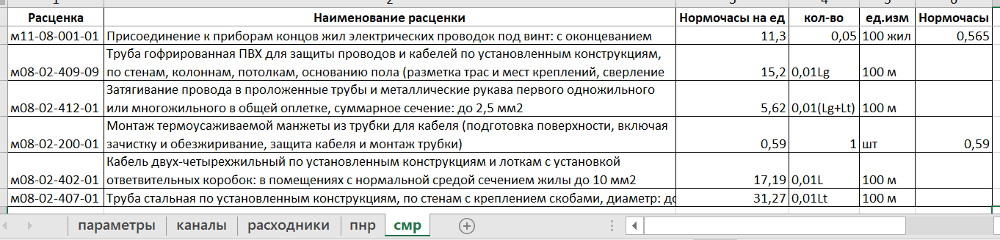 1 2 3 4 5 6
Расценка Наименование расценки Нормочасы на ед кол-во ед.изм Нормочасы
м11-08-001-01 Присоединение к приборам концов жил электрических проводок под винт: с оконцеванием 11,3 0,05 100 жил 0,565
Труба гофрированная ПВХ для защиты проводов и кабелей по установленным конструкциям,
м08-02-409-09 по стенам, колоннам, потолкам, основанию пола (разметка трас и мест креплений, сверление 15,2 0,01Lg 100 м
Затягивание провода в проложенные трубы и металлические рукава первого одножильного
м08-02-412-01 или многожильного в общей оплетке, суммарное сечение: до 2,5 мм2 5,62 0,01(Lg+Lt) 100 м
Монтаж термоусаживаемой манжеты из трубки для кабеля (подготовка поверхности, включая
м08-02-200-01 зачистку и обезжиривание, защита кабеля и монтаж трубки) 0,59 1 шт 0,59
Кабель двух-четырехжильный по установленным конструкциям и лоткам с установкой
м08-02-402-01 ответвительных коробок: в помещениях с нормальной средой сечением жилы до 10 мм2 17,19 0,01L 100 м
м08-02-407-01 Труба стальная по установленным конструкциям, по стенам с креплением скобами, диаметр: до 31,27 0,01Lt 100 м
параметры каналы расходники пнр смр